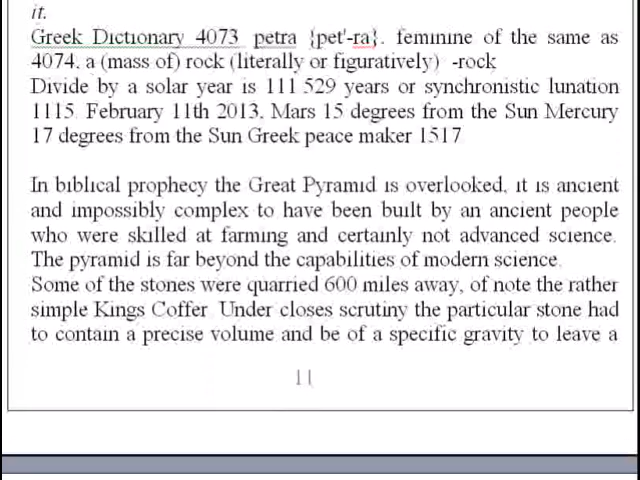 it.
Greek Dictionary 4073 petra {pet'-ra}. feminine of the same as
4074, a (mass of) rock (literally or figuratively) -rock
Divide by a solar year is 111 529 years or synchronistic lunation
1115. February 11th 2013. Mars 15 degrees from the Sun Mercury
17 degrees from the Sun Greek peace maker 1517
In biblical prophecy the Great Pyramid is overlooked, it is ancient
and impossibly complex to have been built by an ancient people
who were skilled at farming and certainly not advanced science.
The pyramid is far beyond the capabilities of modern science.
Some of the stones were quarried 600 miles away, of note the rather
simple Kings Coffer. Under closes scrutiny the particular stone had
to contain a precise volume and be of a specific gravity to leave a
11